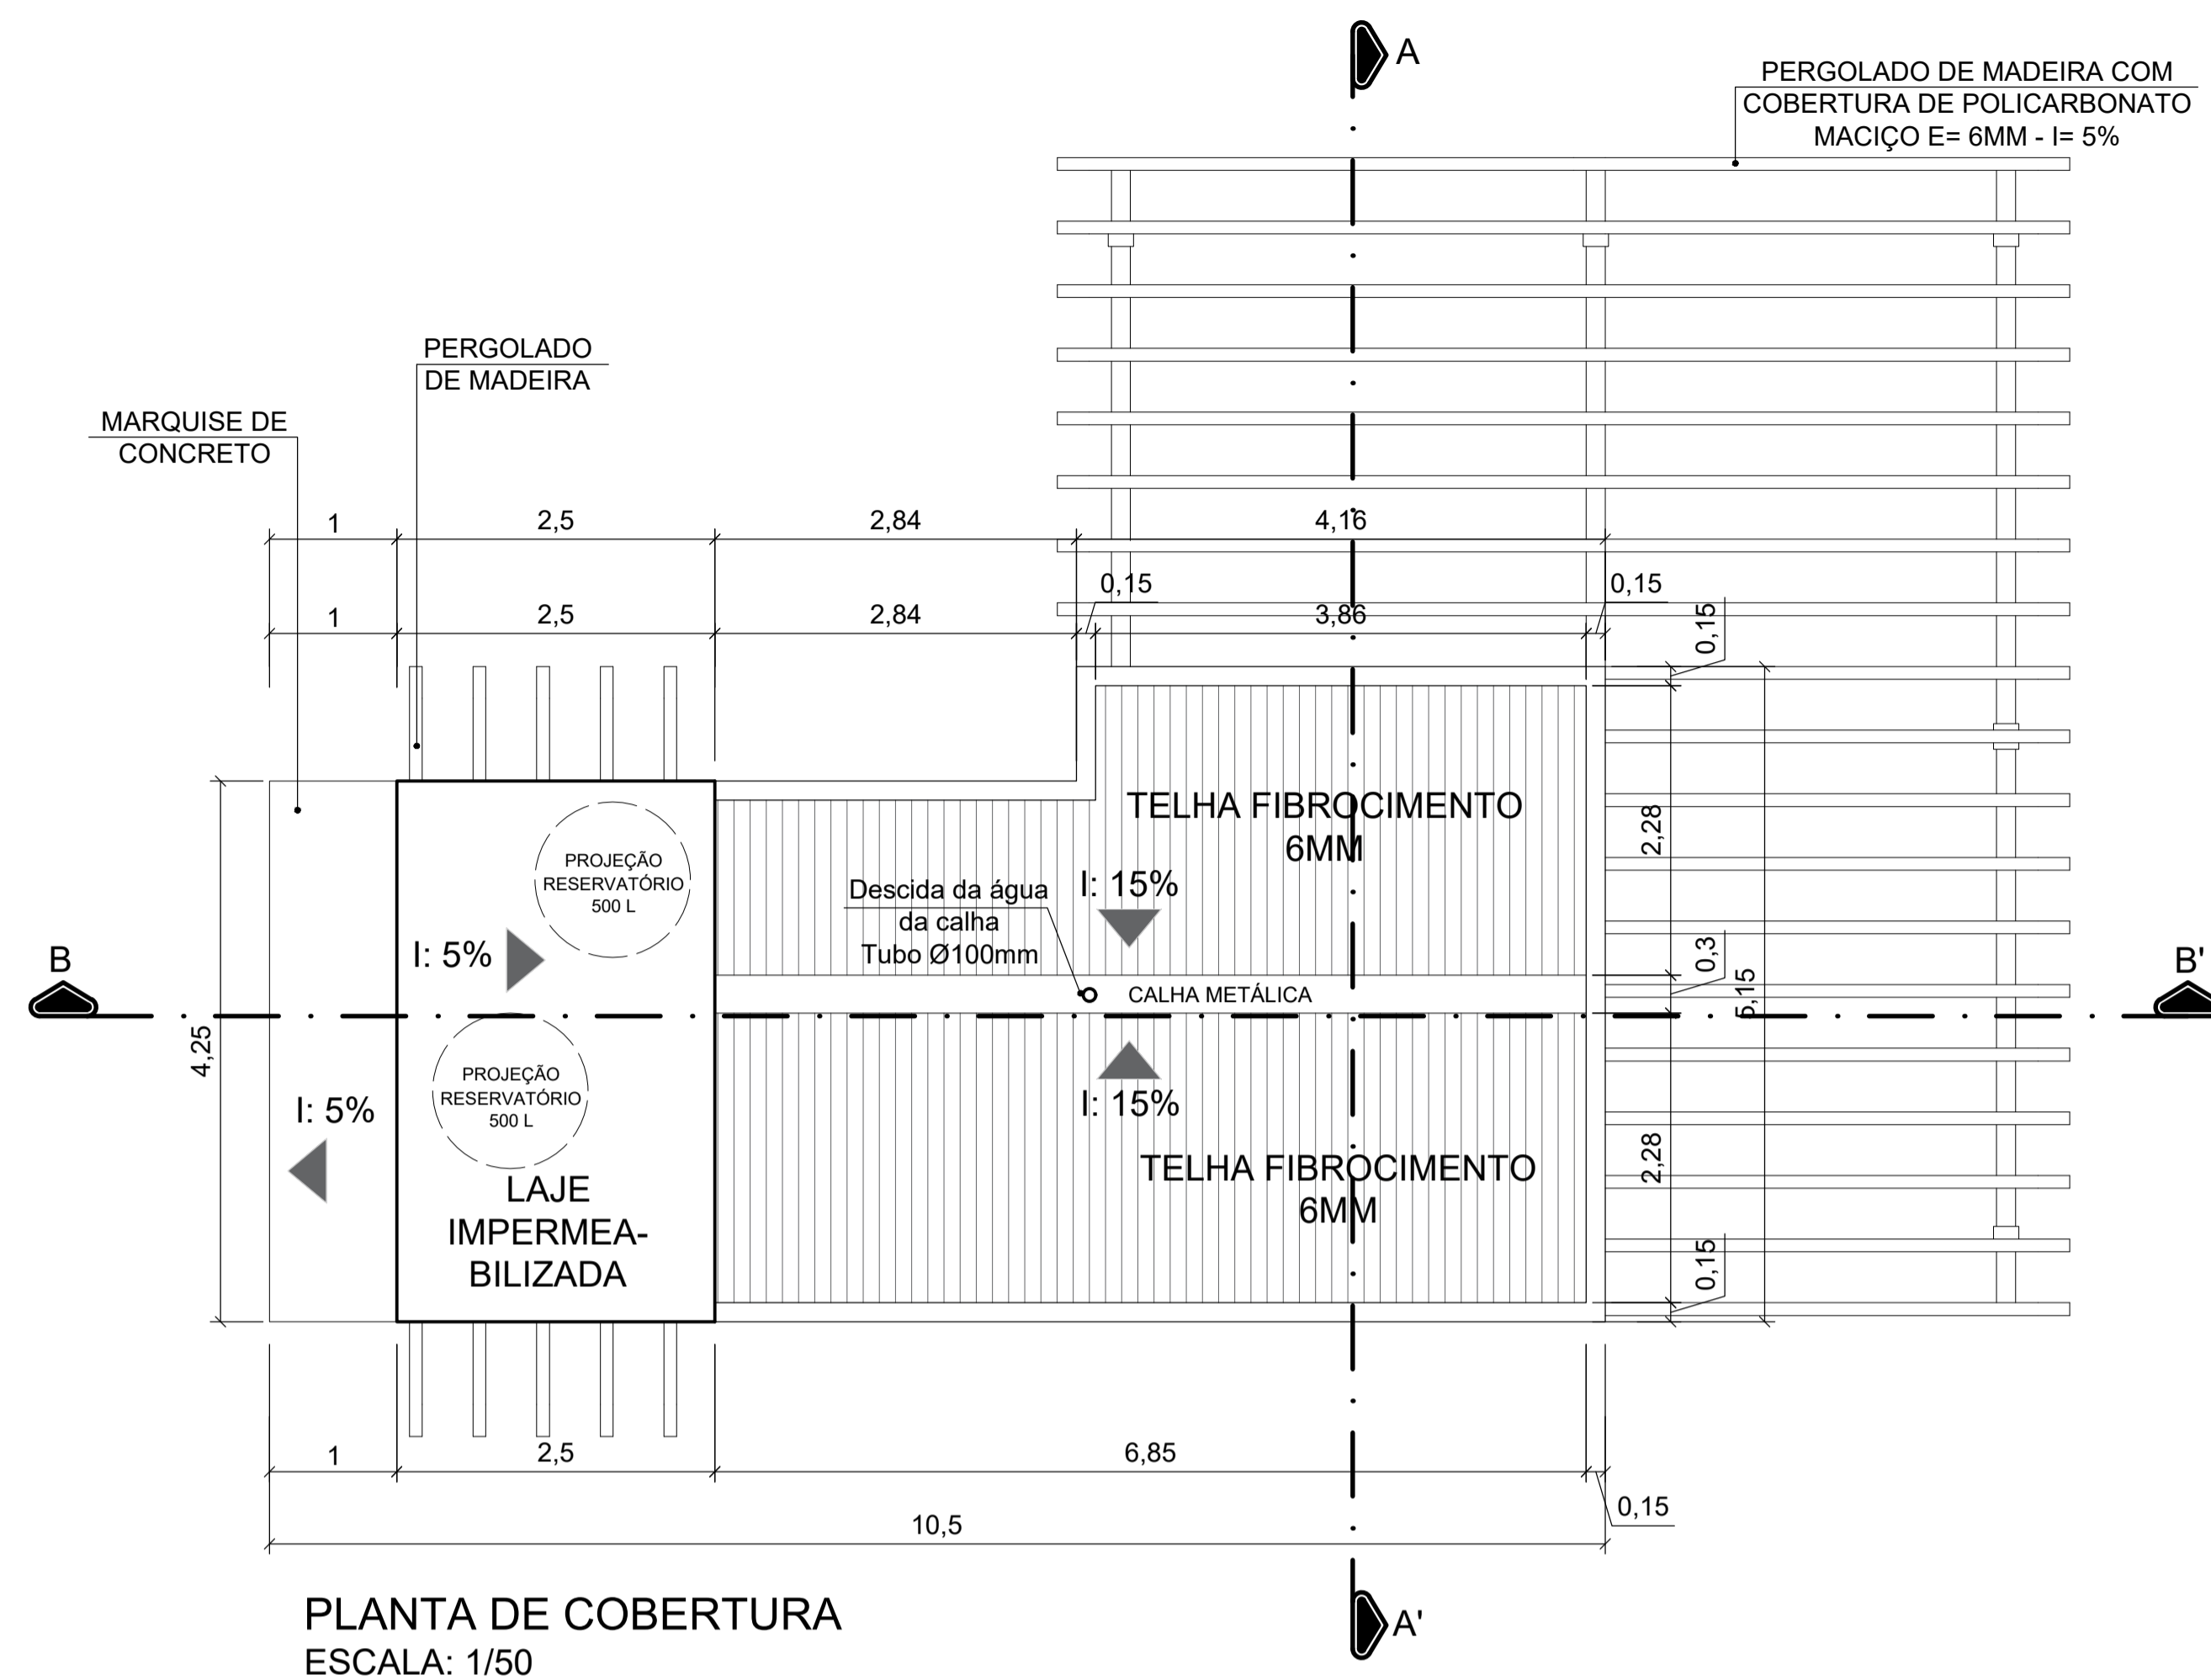 A
PERGOLADO DE MADEIRA COM
COBERTURA DE POLICARBONATO
MACIÇO E= 6MM - I= 5%
PERGOLADO
DE MADEIRA
MARQUISE DE
CONCRETO
1
2,5
2,84
4,16
0,15
0,15
1
2,5
2,84
3,86
0,15
TELHA FIBROCIMENTO
6MM
2,28
PROJEÇÃO
RESERVATÓRIO
500 L
I: 15%
Descida da água
da calha
Tubo Ø100mm
I: 5%
B
B'
0,3
5,15
CALHA METÁLICA
4,25
PROJEÇÃO
RESERVATÓRIO
500 L
I: 5%
I: 15%
TELHA FIBROCIMENTO
6MM
2,28
LAJE
IMPERMEA-
BILIZADA
0,15
1
2,5
6,85
0,15
10,5
PLANTA DE COBERTURA
ESCALA: 1/50
A'